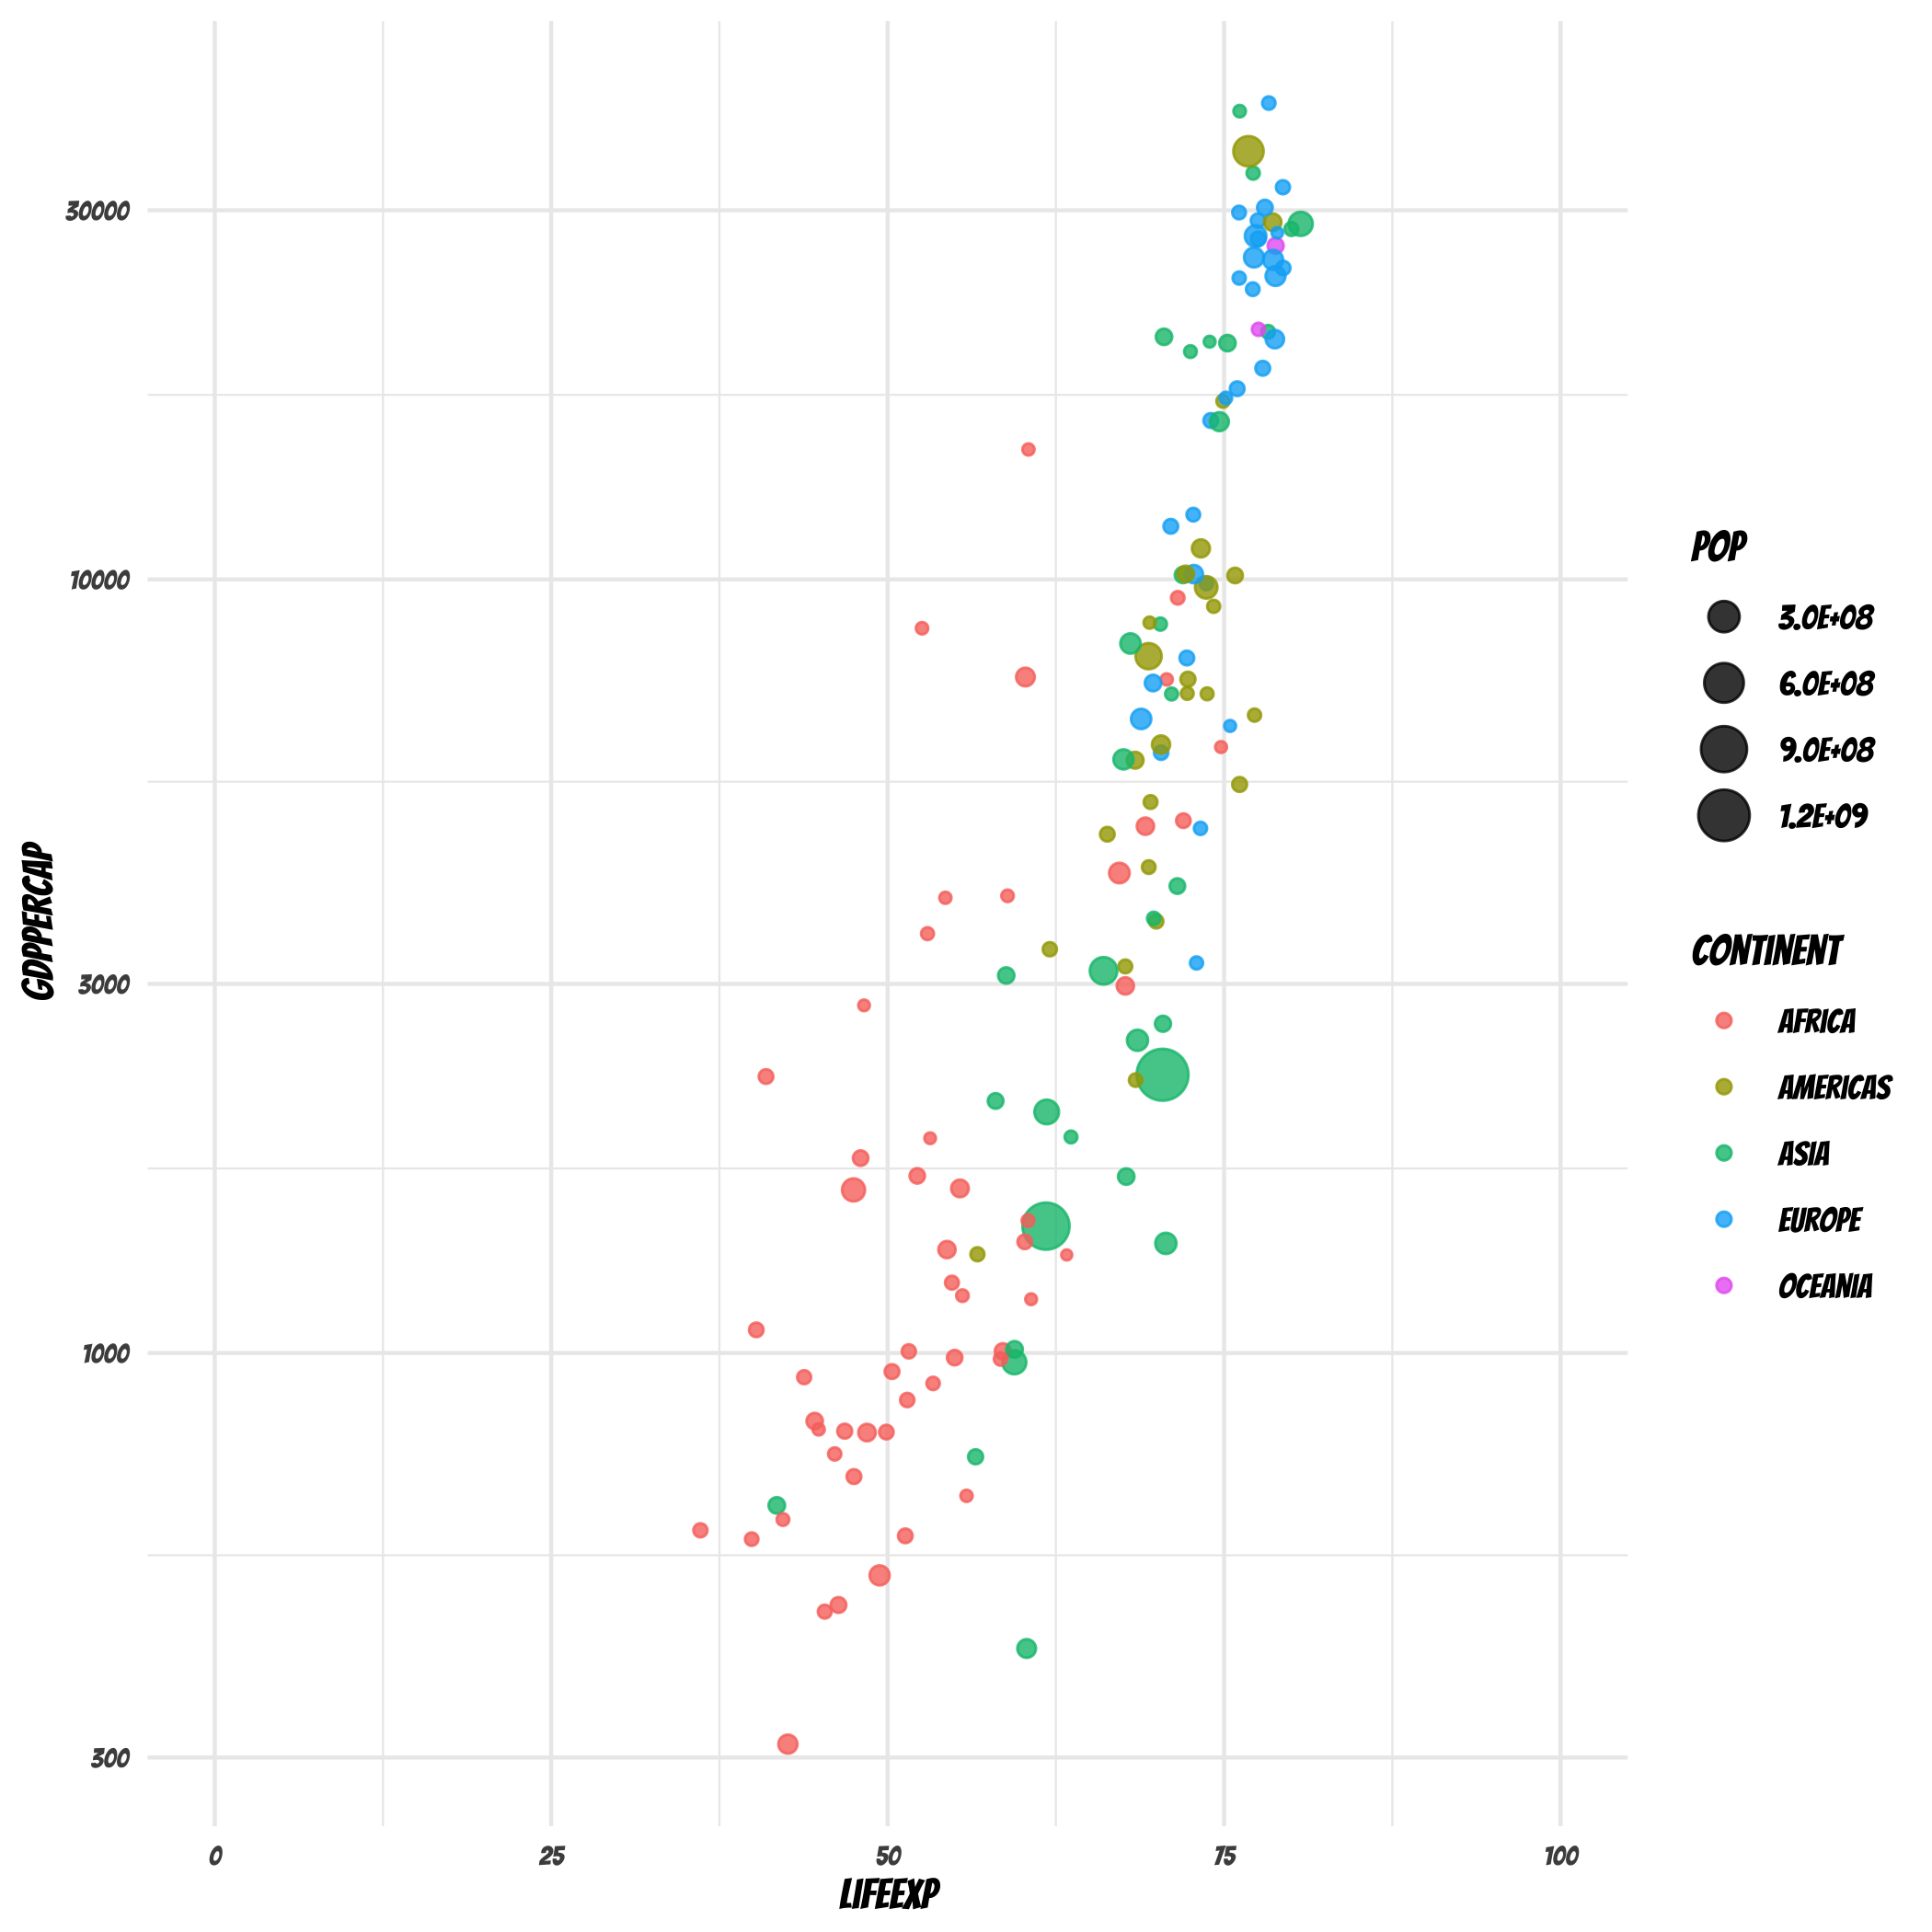 30000
10000
3000
1000
300
GDPPERCAP
0 25 50 75 100
LIFEEXP
POP
3.0E+08
6.0E+08
9.0E+08
1.2E+09
CONTINENT
AFRICA
AMERICAS
ASIA
EUROPE
OCEANIA